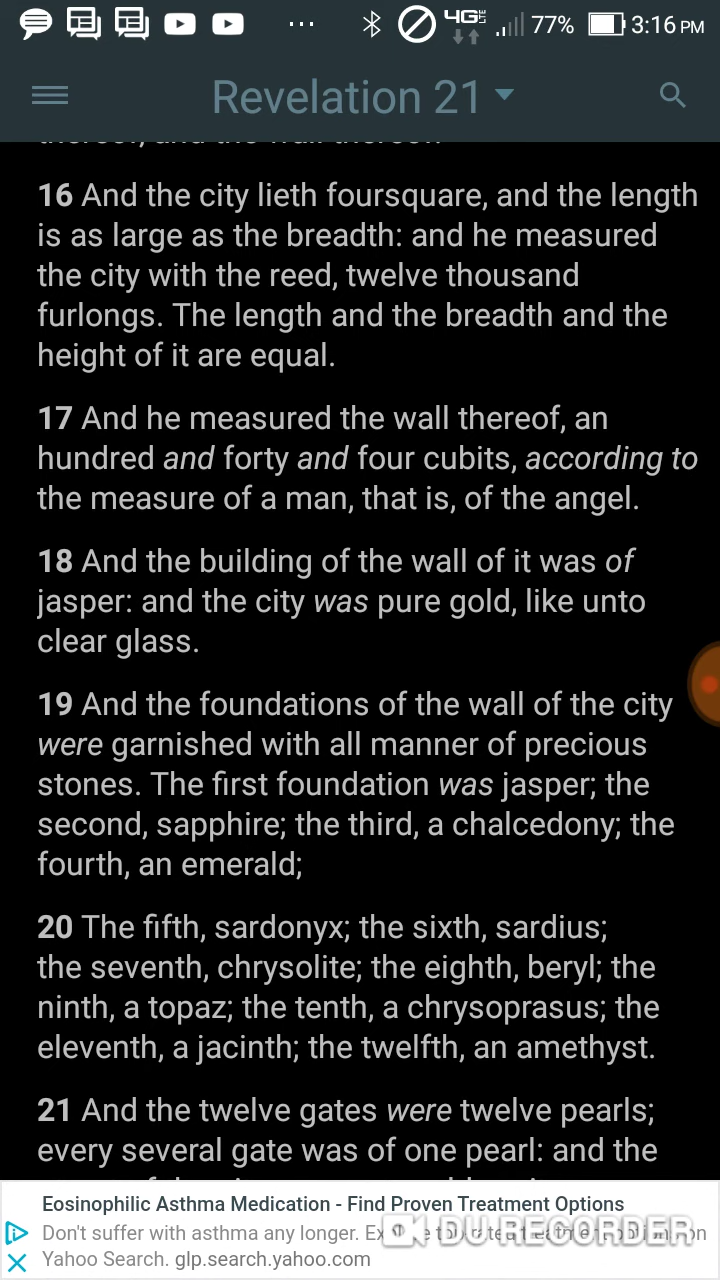 4G LTE 77% 3:16 PM
Revelation 21
16 And the city lieth foursquare, and the length
is as large as the breadth: and he measured
the city with the reed, twelve thousand
furlongs. The length and the breadth and the
height of it are equal.
17 And he measured the wall thereof, an
hundred and forty and four cubits, according to
the measure of a man, that is, of the angel.
18 And the building of the wall of it was of
jasper: and the city was pure gold, like unto
clear glass.
19 And the foundations of the wall of the city
were garnished with all manner of precious
stones. The first foundation was jasper; the
second, sapphire; the third, a chalcedony; the
fourth, an emerald;
20 The fifth, sardonyx; the sixth, sardius;
the seventh, chrysolite; the eighth, beryl; the
ninth, a topaz; the tenth, a chrysoprasus; the
eleventh, a jacinth; the twelfth, an amethyst.
21 And the twelve gates were twelve pearls;
every several gate was of one pearl: and the
Eosinophilic Asthma Medication - Find Proven Treatment Options
Don't suffer with asthma any longer. on
DU RECORDER
Yahoo Search. glp.search.yahoo.com